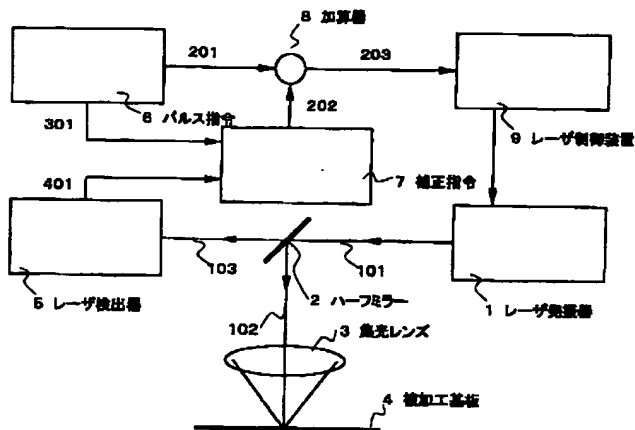 8 加算器
201
203
6 パルス指令
202
301
9 レーザ制御装置
401
7 補正指令
103
101
5 レーザ検出器
2 ハーフミラー
1 レーザ発振器
102
3 集光レンズ
4 被加工基板